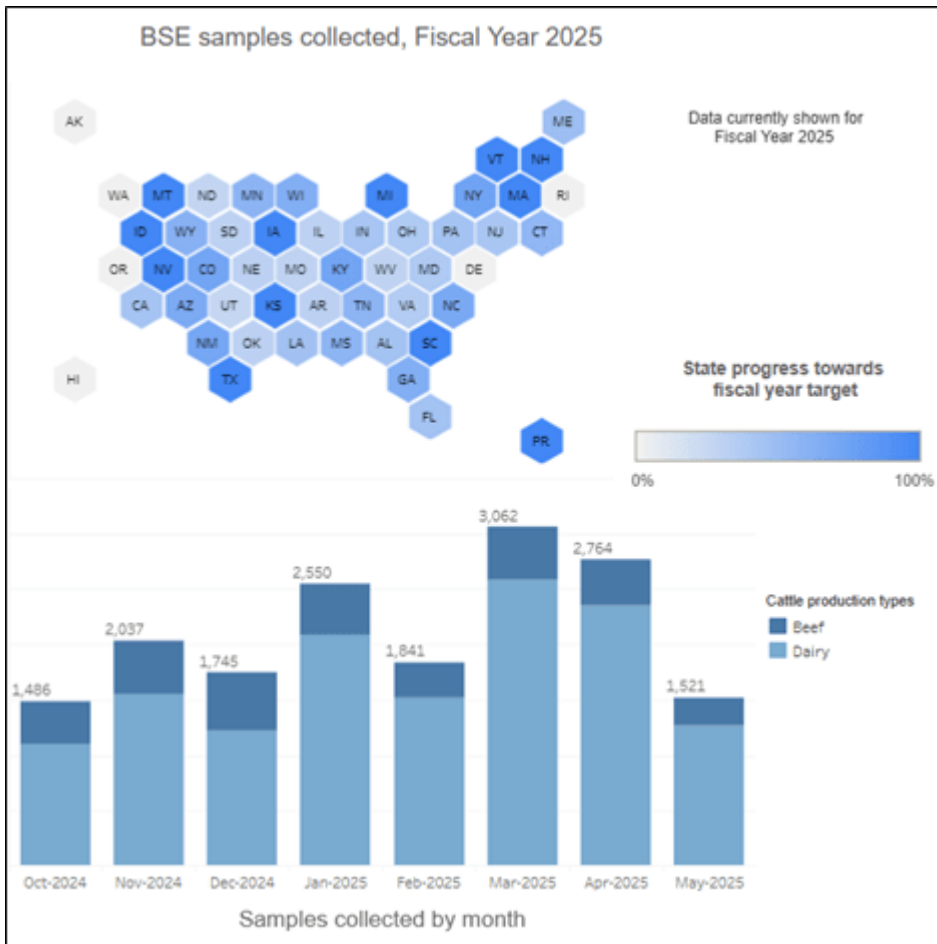 BSE samples collected, Fiscal Year 2025
AK
ME
Data currently shown for
Fiscal Year 2025
VT NH
WA MT ND MN WI MI NY MA RI
ID WY SD IA IL IN OH PA NJ CT
OR NV CO NE MO KY WV MD DE
CA AZ UT KS AR TN VA NC
NM OK LA MS AL SC
HI TX GA
FL
PR
State progress towards
fiscal year target
0% 100%
1,486
2,037
1,745
2,550
1,841
3,062
2,764
1,521
Cattle production types
Beef
Dairy
Oct-2024 Nov-2024 Dec-2024 Jan-2025 Feb-2025 Mar-2025 Apr-2025 May-2025
Samples collected by month